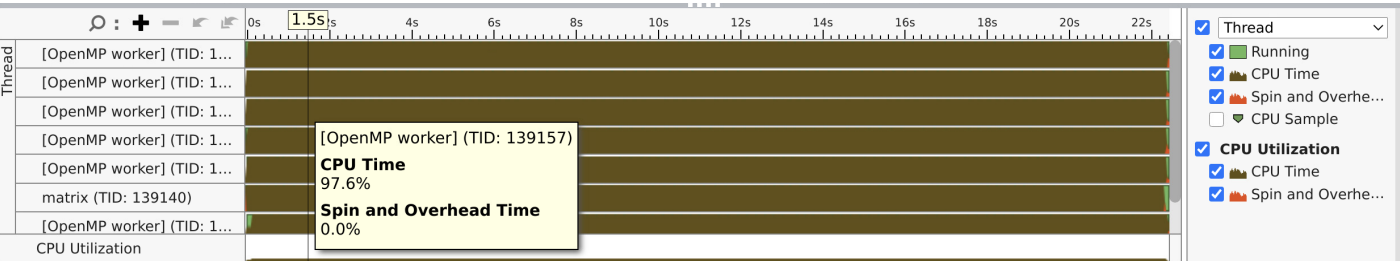 0s 1.5s 2s 4s 6s 8s 10s 12s 14s 16s 18s 20s 22s
Thread
[OpenMP worker] (TID: 1...
[OpenMP worker] (TID: 1...
[OpenMP worker] (TID: 1...
[OpenMP worker] (TID: 1...
[OpenMP worker] (TID: 1...
matrix (TID: 139140)
[OpenMP worker] (TID: 1...
CPU Utilization
[OpenMP worker] (TID: 139157)
CPU Time
97.6%
Spin and Overhead Time
0.0%
Thread
Running
CPU Time
Spin and Overhe...
CPU Sample
CPU Utilization
CPU Time
Spin and Overhe...